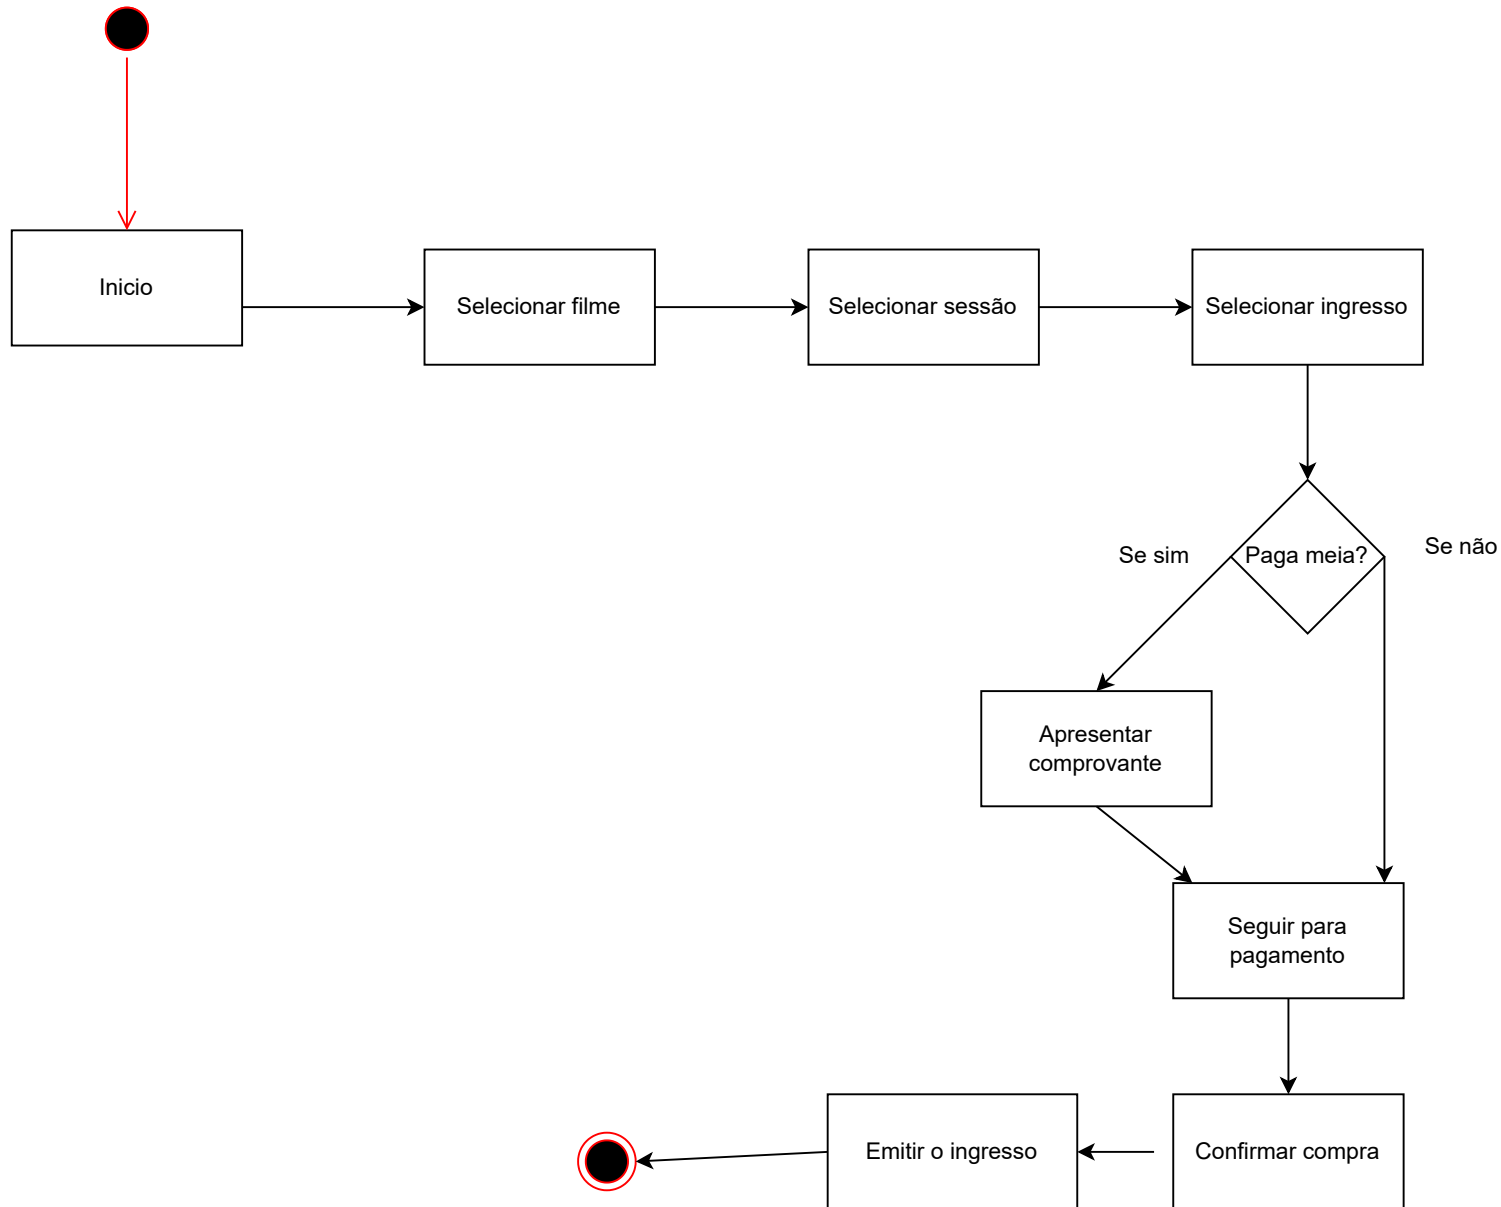 Inicio
Selecionar filme
Selecionar sessão
Selecionar ingresso
Se sim
Paga meia?
Se não
Apresentar
comprovante
Seguir para
pagamento
Emitir o ingresso
Confirmar compra